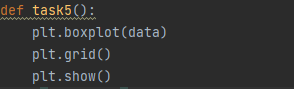 def task5():
    plt.boxplot(data)
    plt.grid()
    plt.show()